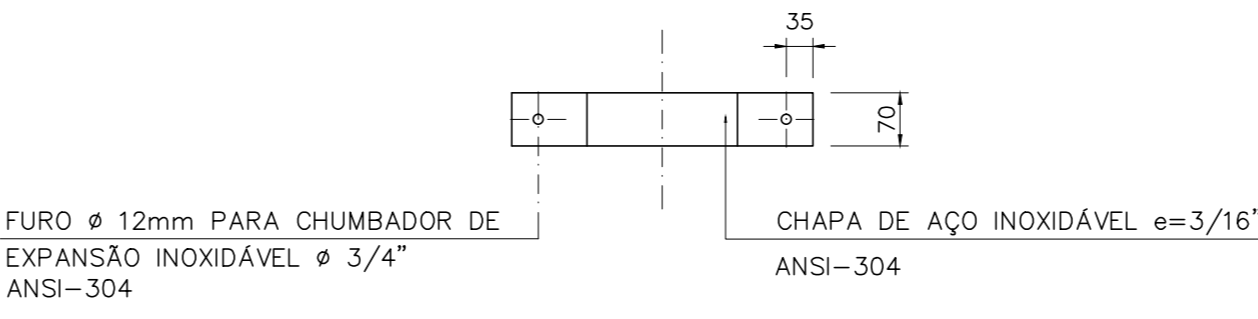 35
70
FURO ø 12mm PARA CHUMBADOR DE
EXPANSÃO INOXIDÁVEL ø 3/4"
ANSI-304
CHAPA DE AÇO INOXIDÁVEL e=3/16"
ANSI-304